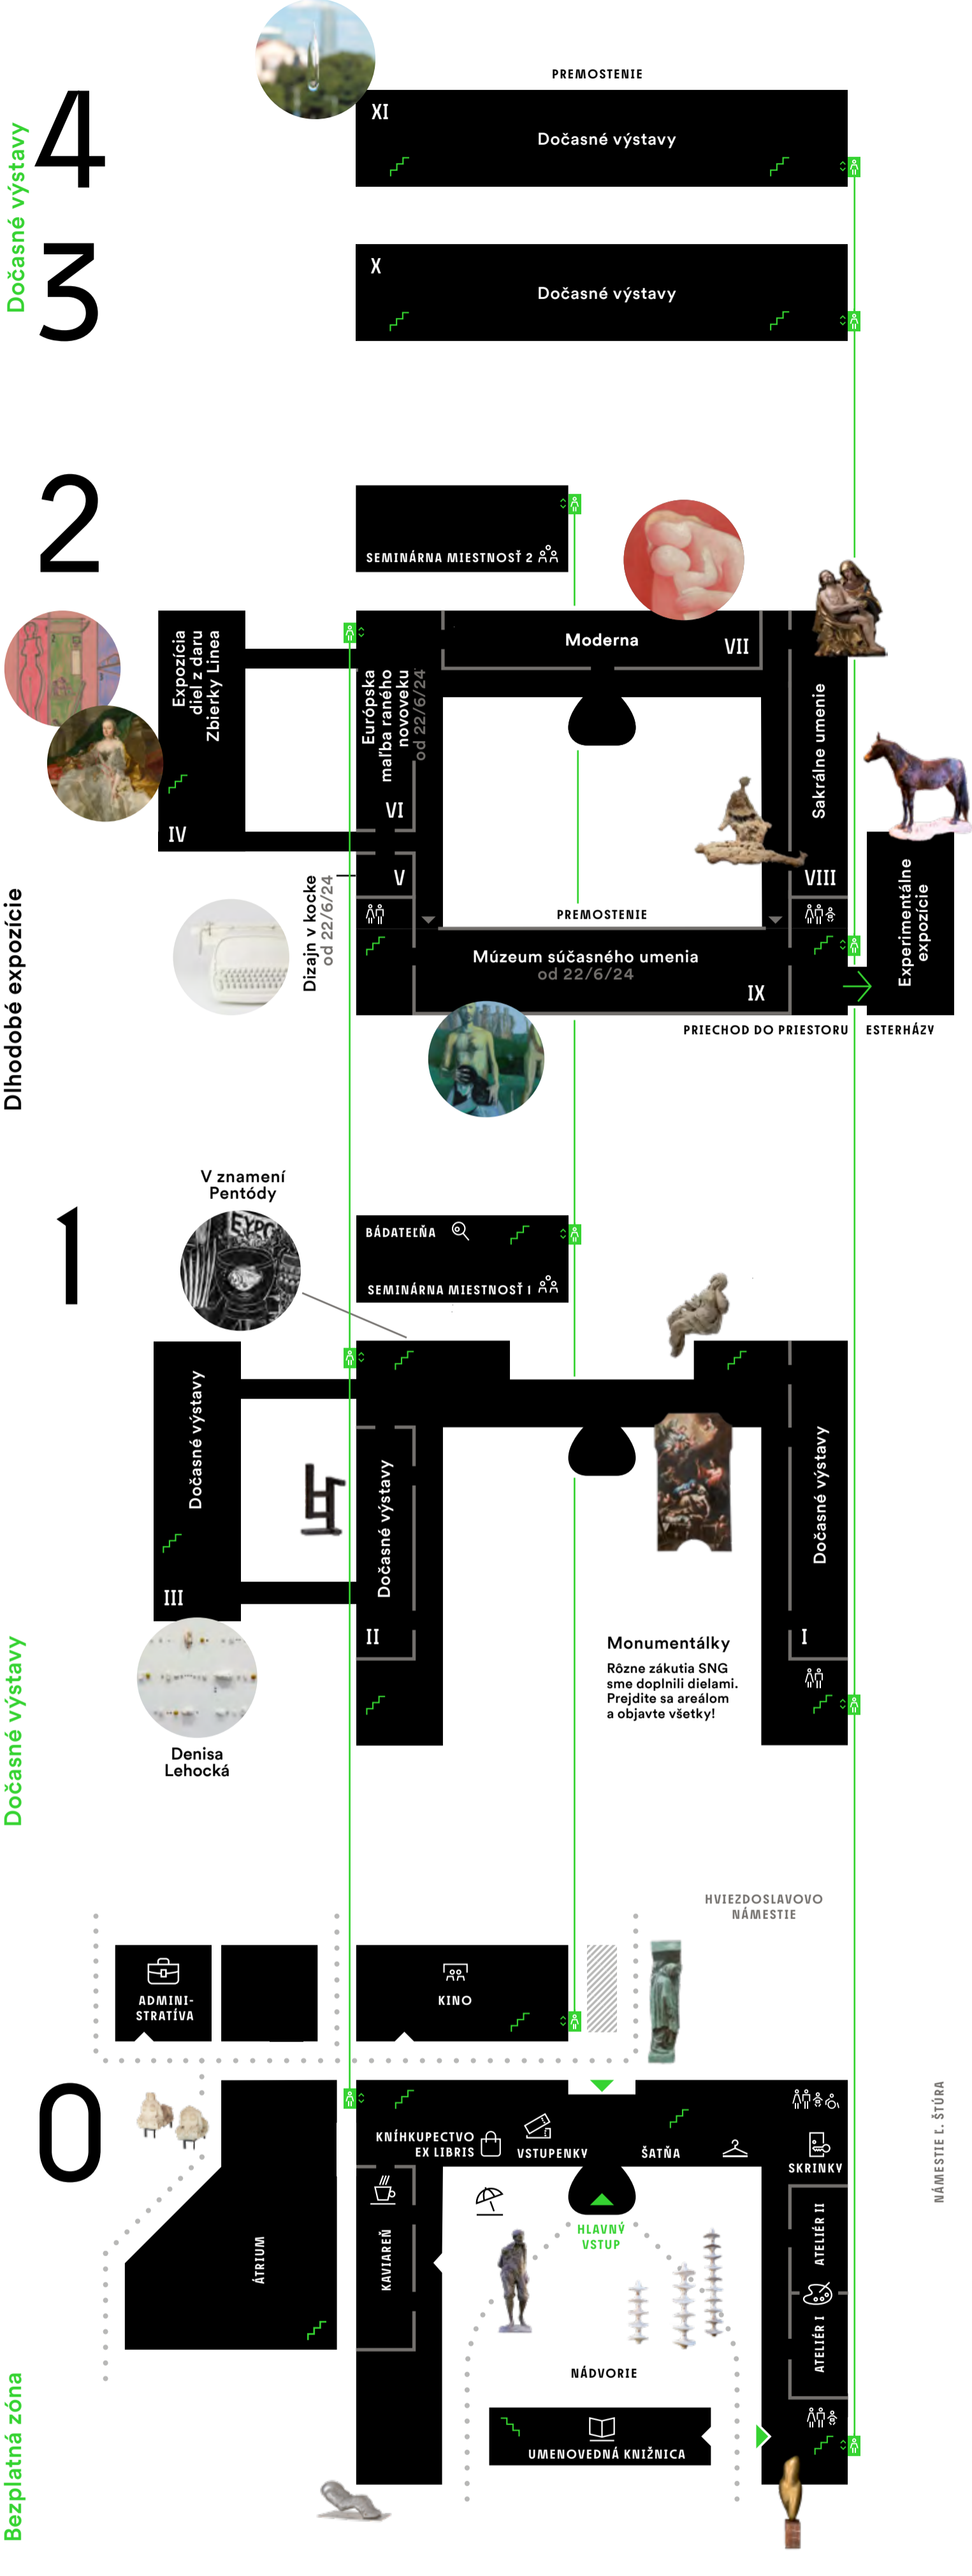 PREMOSTENIE
4
Dočasné výstavy
XI
Dočasné výstavy
3
X
Dočasné výstavy
2
SEMINÁRNA MIESTNOSŤ 2
Dlhodobé expozície
Expozícia
diel z daru
Zbierky Linea
IV
Európska
maľba raného
novoveku
od 22/6/24
VI
Moderna
VII
Sakrálne umenie
VIII
V
Dizajn v kocke
od 22/6/24
PREMOSTENIE
Múzeum súčasného umenia
od 22/6/24
IX
Experimentálne
expozície
PRIECHOD DO PRIESTORU ESTERHÁZY
1
Dočasné výstavy
V znamení
Pentódy
EXPO
BÁDATEĽŇA
SEMINÁRNA MIESTNOSŤ I
Dočasné výstavy
III
Dočasné výstavy
II
Dočasné výstavy
I
Denisa
Lehocká
Monumentálky
Rôzne zákutia SNG
sme doplnili dielami.
Prejdite sa areálom
a objavte všetky!
HVIEZDOSLAVOVO
NÁMESTIE
ADMINI-
STRATÍVA
KINO
0
Bezplatná zóna
NÁMESTIE Ľ. ŠTÚRA
KNÍHKUPECTVO
EX LIBRIS
VSTUPENKY
ŠATŇA
SKRINKY
ÁTRIUM
KAVIAREŇ
HLAVNÝ
VSTUP
ATELIÉR II
ATELIÉR I
NÁDVORIE
UMENOVEDNÁ KNIŽNICA